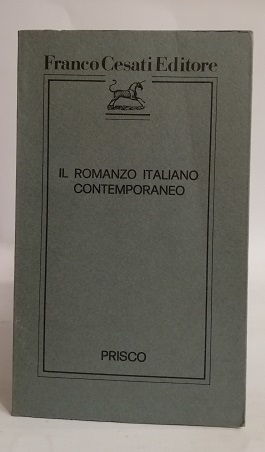 Franco Cesati Editore
IL ROMANZO ITALIANO
CONTEMPORANEO
PRISCO